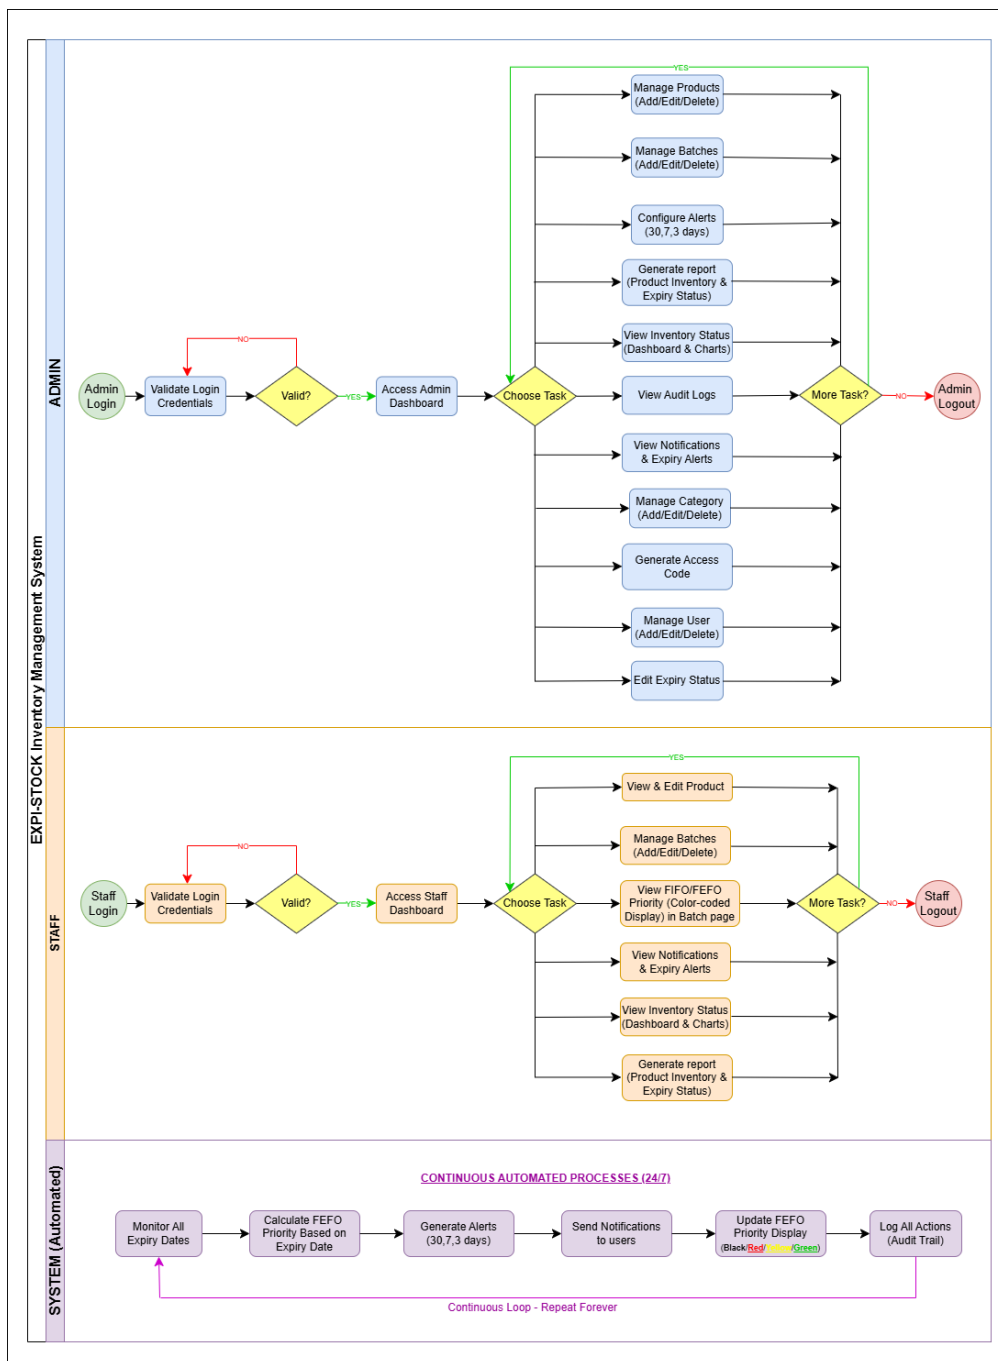 EXPI-STOCK Inventory Management System
ADMIN
YES
Manage Products
(Add/Edit/Delete)
Manage Batches
(Add/Edit/Delete)
Configure Alerts
(30,7,3 days)
Generate report
(Product Inventory &
Expiry Status)
View Inventory Status
(Dashboard & Charts)
NO
Admin
Login
Validate Login
Credentials
Valid?
YES
Access Admin
Dashboard
Choose Task
View Audit Logs
More Task?
NO
Admin
Logout
View Notifications
& Expiry Alerts
Manage Category
(Add/Edit/Delete)
Generate Access
Code
Manage User
(Add/Edit/Delete)
Edit Expiry Status
STAFF
YES
View & Edit Product
Manage Batches
(Add/Edit/Delete)
NO
Staff
Login
Validate Login
Credentials
Valid?
YES
Access Staff
Dashboard
Choose Task
View FIFO/FEFO
Priority (Color-coded
Display) in Batch page
More Task?
NO
Staff
Logout
View Notifications
& Expiry Alerts
View Inventory Status
(Dashboard & Charts)
Generate report
(Product Inventory &
Expiry Status)
SYSTEM (Automated)
CONTINUOUS AUTOMATED PROCESSES (24/7)
Monitor All
Expiry Dates
Calculate FEFO
Priority Based on
Expiry Date
Generate Alerts
(30,7,3 days)
Send Notifications
to users
Update FEFO
Priority Display
(Black/Red/Yellow/Green)
Log All Actions
(Audit Trail)
Continuous Loop - Repeat Forever